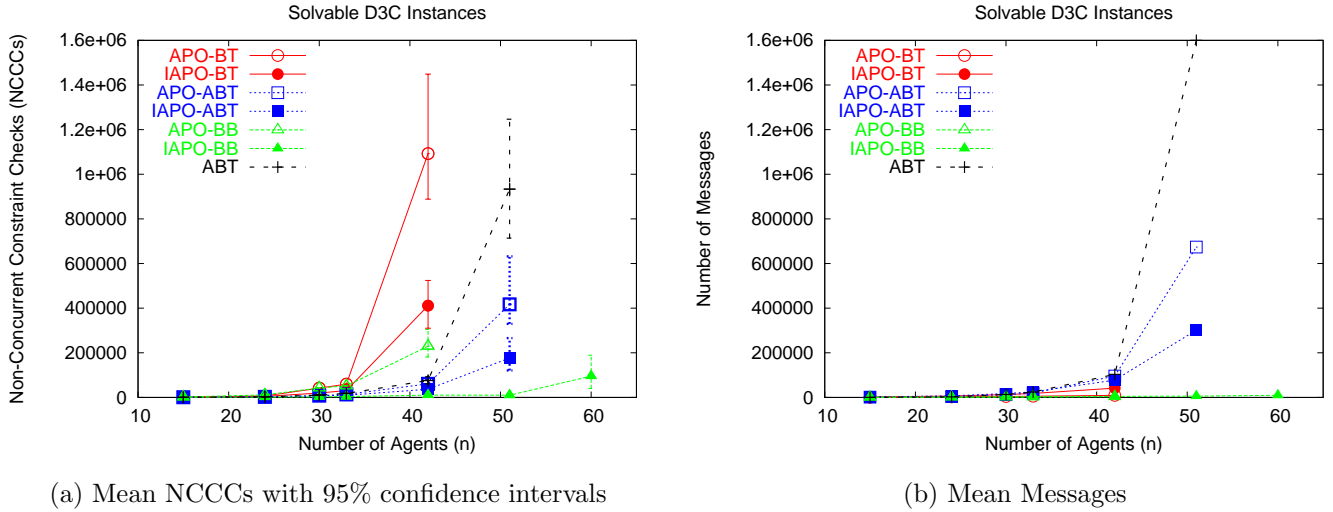 Solvable D3C Instances
Non-Concurrent Constraint Checks (NCCCs)
1.6e+06
1.4e+06
1.2e+06
1e+06
800000
600000
400000
200000
0
APO-BT
IAPO-BT
APO-ABT
IAPO-ABT
APO-BB
IAPO-BB
ABT
10 20 30 40 50 60
Number of Agents (n)
(a) Mean NCCCs with 95% confidence intervals
Solvable D3C Instances
Number of Messages
1.6e+06
1.4e+06
1.2e+06
1e+06
800000
600000
400000
200000
0
APO-BT
IAPO-BT
APO-ABT
IAPO-ABT
APO-BB
IAPO-BB
ABT
10 20 30 40 50 60
Number of Agents (n)
(b) Mean Messages